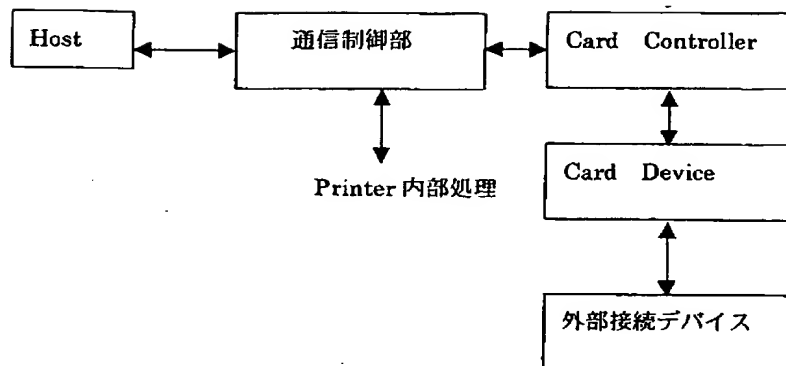 Host
通信制御部
Card Controller
Printer 内部処理
Card Device
外部接続デバイス